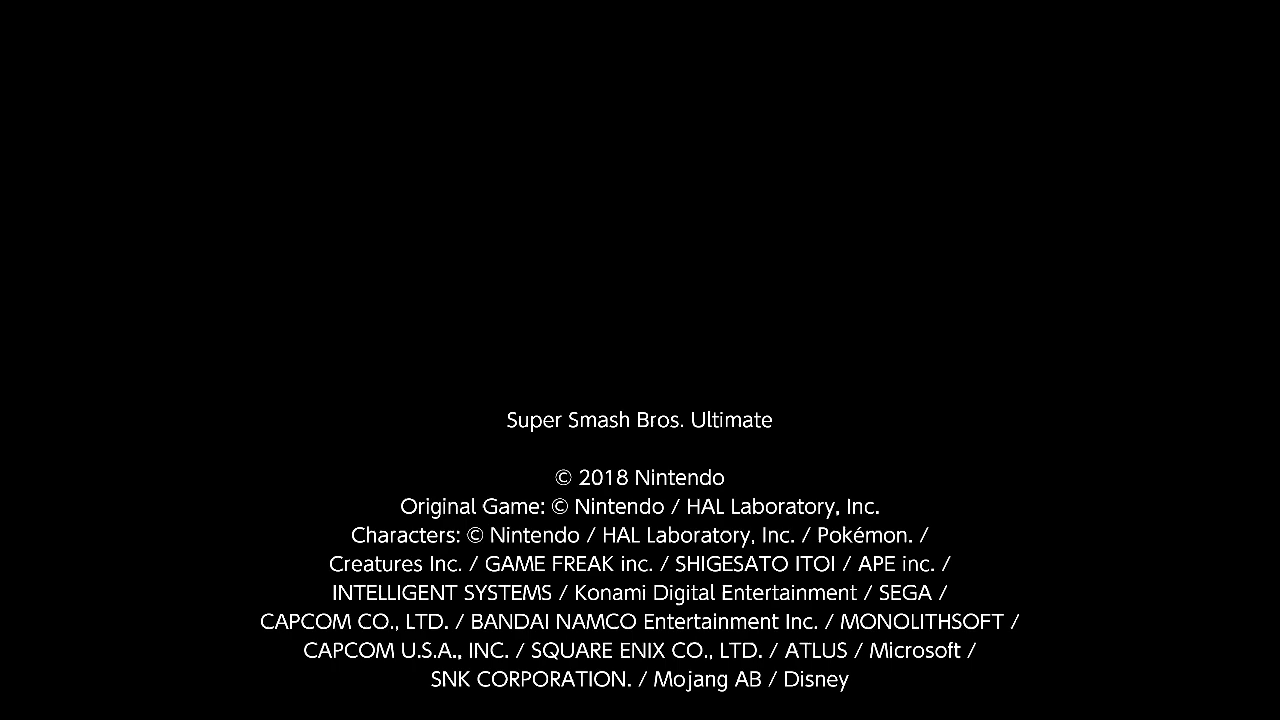 Super Smash Bros. Ultimate
© 2018 Nintendo
Original Game: © Nintendo / HAL Laboratory, Inc.
Characters: © Nintendo / HAL Laboratory, Inc. / Pokémon. /
Creatures Inc. / GAME FREAK inc. / SHIGESATO ITOI / APE inc. /
INTELLIGENT SYSTEMS / Konami Digital Entertainment / SEGA /
CAPCOM CO., LTD. / BANDAI NAMCO Entertainment Inc. / MONOLITHSOFT /
CAPCOM U.S.A., INC. / SQUARE ENIX CO., LTD. / ATLUS / Microsoft /
SNK CORPORATION. / Mojang AB / Disney